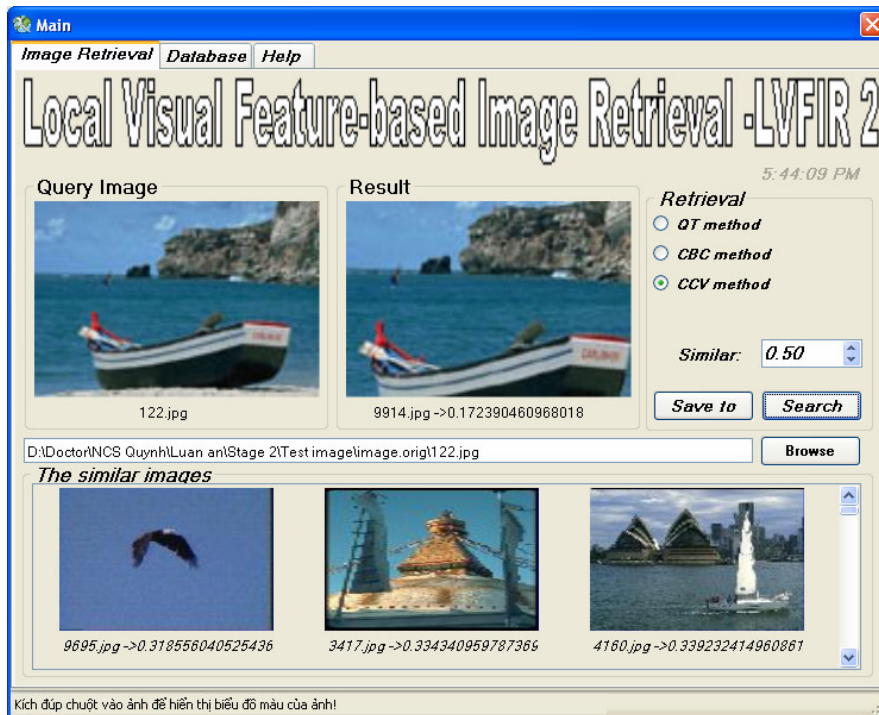 Main
Image Retrieval Database Help
Local Visual Feature-based Image Retrieval -LVFIR 2
5:44:09 PM
Query Image
Result
Retrieval
QT method
CBC method
CCV method
Similar: 0.50
122.jpg
9914.jpg ->0.172390460968018
Save to Search
D:\Doctor\NCS Quynh\Luan an\Stage 2\Test image\image.orig\122.jpg
Browse
The similar images
9695.jpg ->0.318556040525436
3417.jpg ->0.334340959787369
4160.jpg ->0.339232414960861
Kích đúp chuột vào ảnh để hiển thị biểu đồ màu của ảnh!